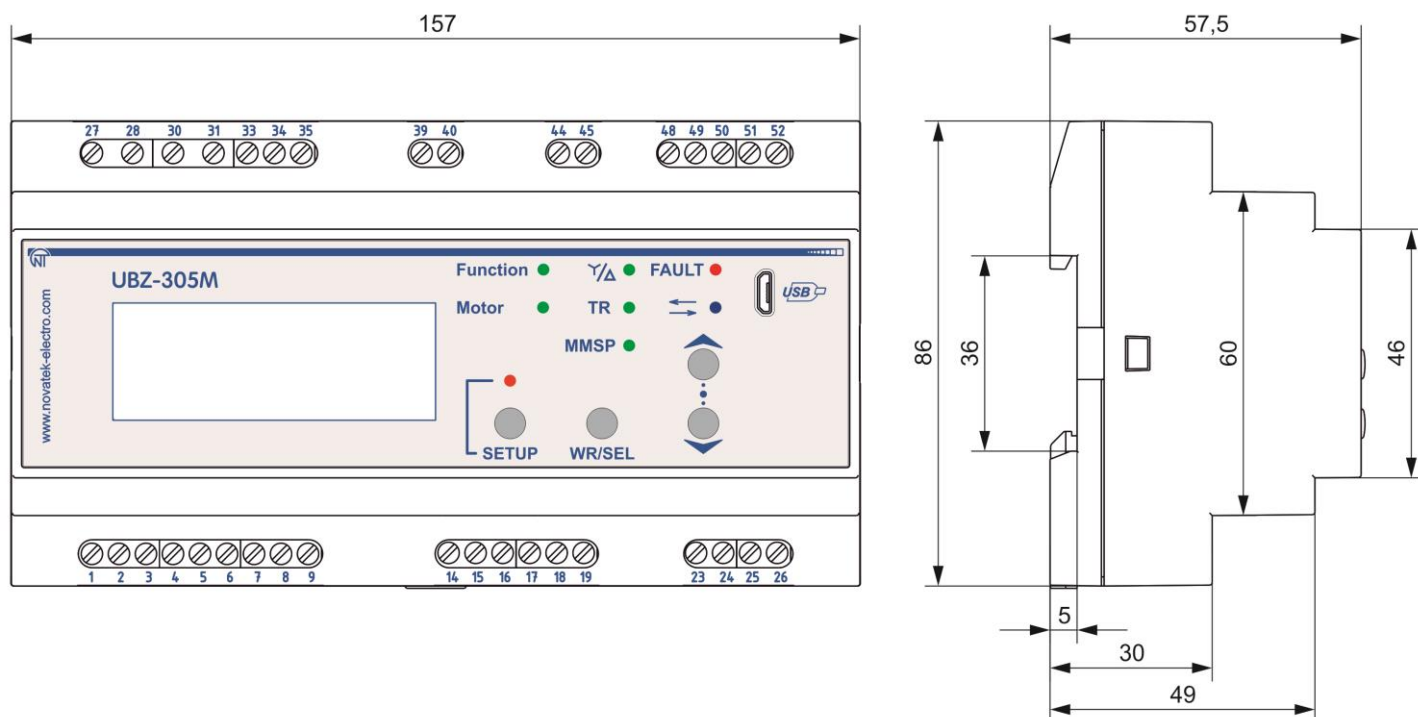 157
57,5
27 28 30 31 33 34 35 39 40 44 45 48 49 50 51 52
NT
UBZ-305M
Function Y/Δ FAULT
USB
Motor TR
MMSP
www.novatek-electro.com
SETUP WR/SEL
86
36
60
46
1 2 3 4 5 6 7 8 9 14 15 16 17 18 19 23 24 25 26
5
30
49